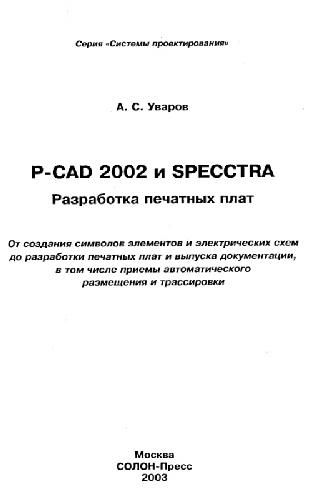 Серия «Системы проектирования»
А. С. Уваров
P-CAD 2002 и SPECCTRA
Разработка печатных плат
От создания символов элементов и электрических схем
до разработки печатных плат и выпуска документации,
в том числе приемы автоматического
размещения и трассировки
Москва
СОЛОН-Пресс
2003